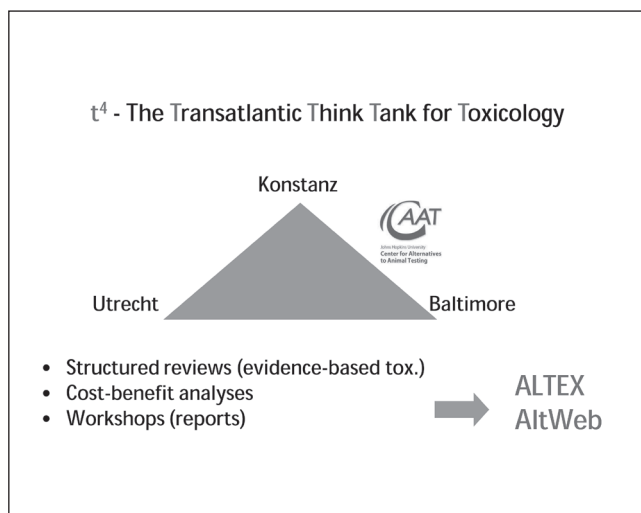 t⁴ - The Transatlantic Think Tank for Toxicology
Konstanz
CAAT
Johns Hopkins University
Center for Alternatives
to Animal Testing
Utrecht
Baltimore
• Structured reviews (evidence-based tox.)
• Cost-benefit analyses
• Workshops (reports)
ALTEX
AltWeb